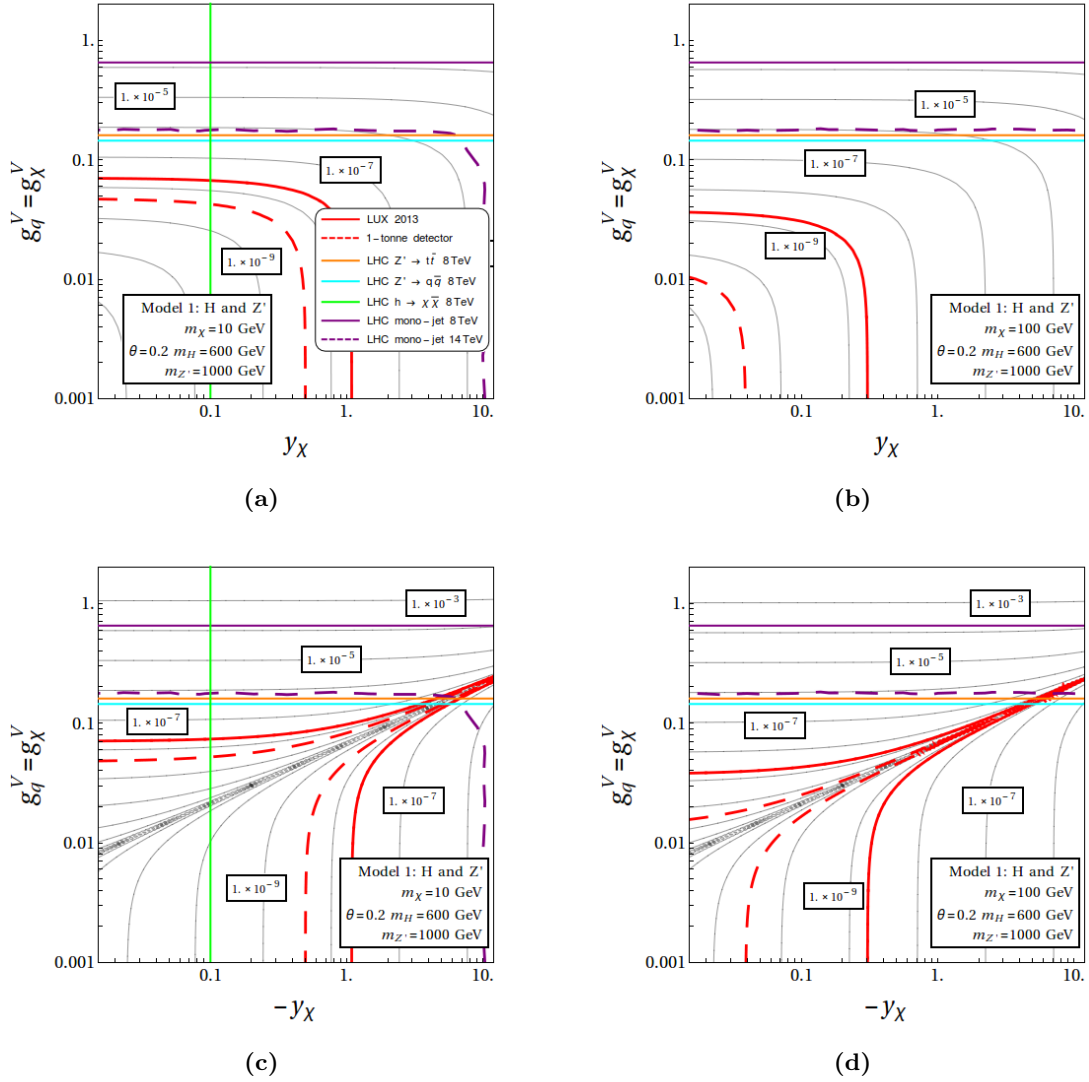 1.
0.1
0.01
0.001
0.1
1.
10.
g_q^V = g_χ^V
y_χ
1. × 10^-5
1. × 10^-7
1. × 10^-9
LUX 2013
1-tonne detector
LHC Z' → tt̄ 8 TeV
LHC Z' → qq̄ 8 TeV
LHC h → χχ̄ 8 TeV
LHC mono-jet 8 TeV
LHC mono-jet 14 TeV
Model 1: H and Z'
m_χ =10 GeV
θ =0.2 m_H =600 GeV
m_Z' =1000 GeV
(a)
1.
0.1
0.01
0.001
0.1
1.
10.
g_q^V = g_χ^V
y_χ
1. × 10^-5
1. × 10^-7
1. × 10^-9
Model 1: H and Z'
m_χ =100 GeV
θ =0.2 m_H =600 GeV
m_Z' =1000 GeV
(b)
1.
0.1
0.01
0.001
0.1
1.
10.
g_q^V = g_χ^V
−y_χ
1. × 10^-3
1. × 10^-5
1. × 10^-7
1. × 10^-7
1. × 10^-9
Model 1: H and Z'
m_χ =10 GeV
θ =0.2 m_H =600 GeV
m_Z' =1000 GeV
(c)
1.
0.1
0.01
0.001
0.1
1.
10.
g_q^V = g_χ^V
−y_χ
1. × 10^-3
1. × 10^-5
1. × 10^-7
1. × 10^-7
1. × 10^-9
Model 1: H and Z'
m_χ =100 GeV
θ =0.2 m_H =600 GeV
m_Z' =1000 GeV
(d)